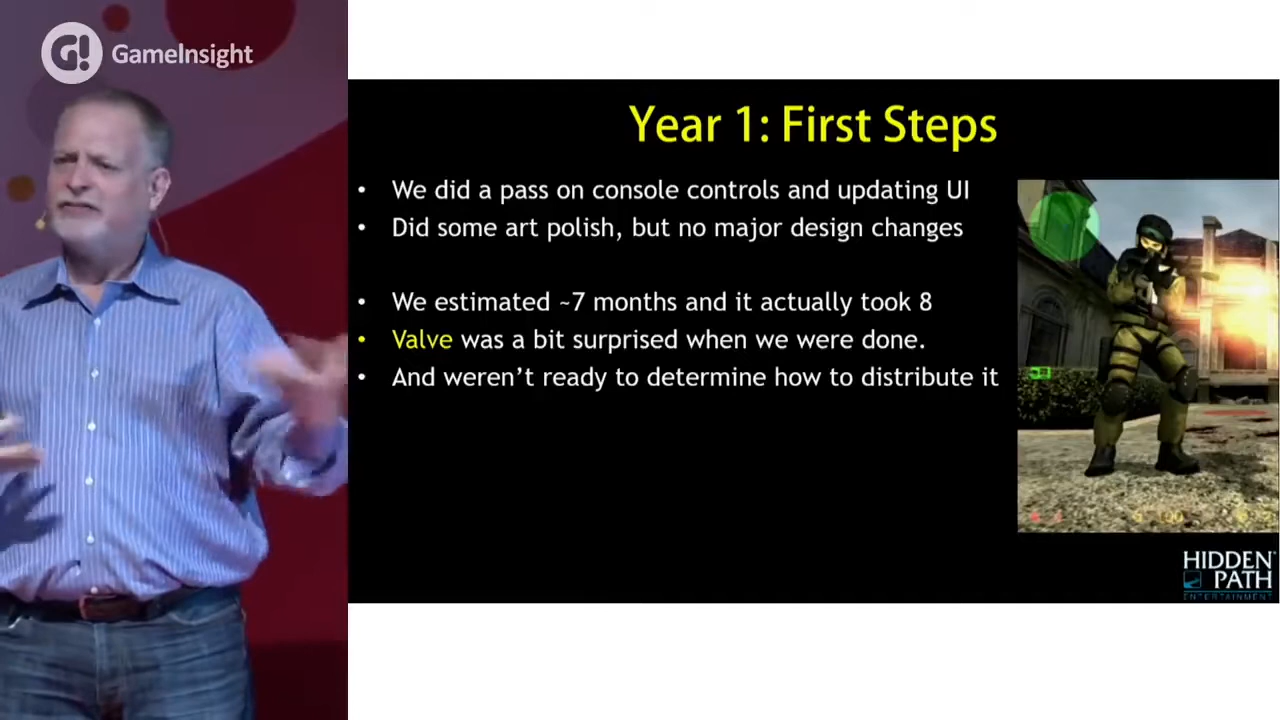 G! GameInsight
Year 1: First Steps
• We did a pass on console controls and updating UI
• Did some art polish, but no major design changes
• We estimated ~7 months and it actually took 8
• Valve was a bit surprised when we were done.
• And weren't ready to determine how to distribute it
HIDDEN
PATH
ENTERTAINMENT